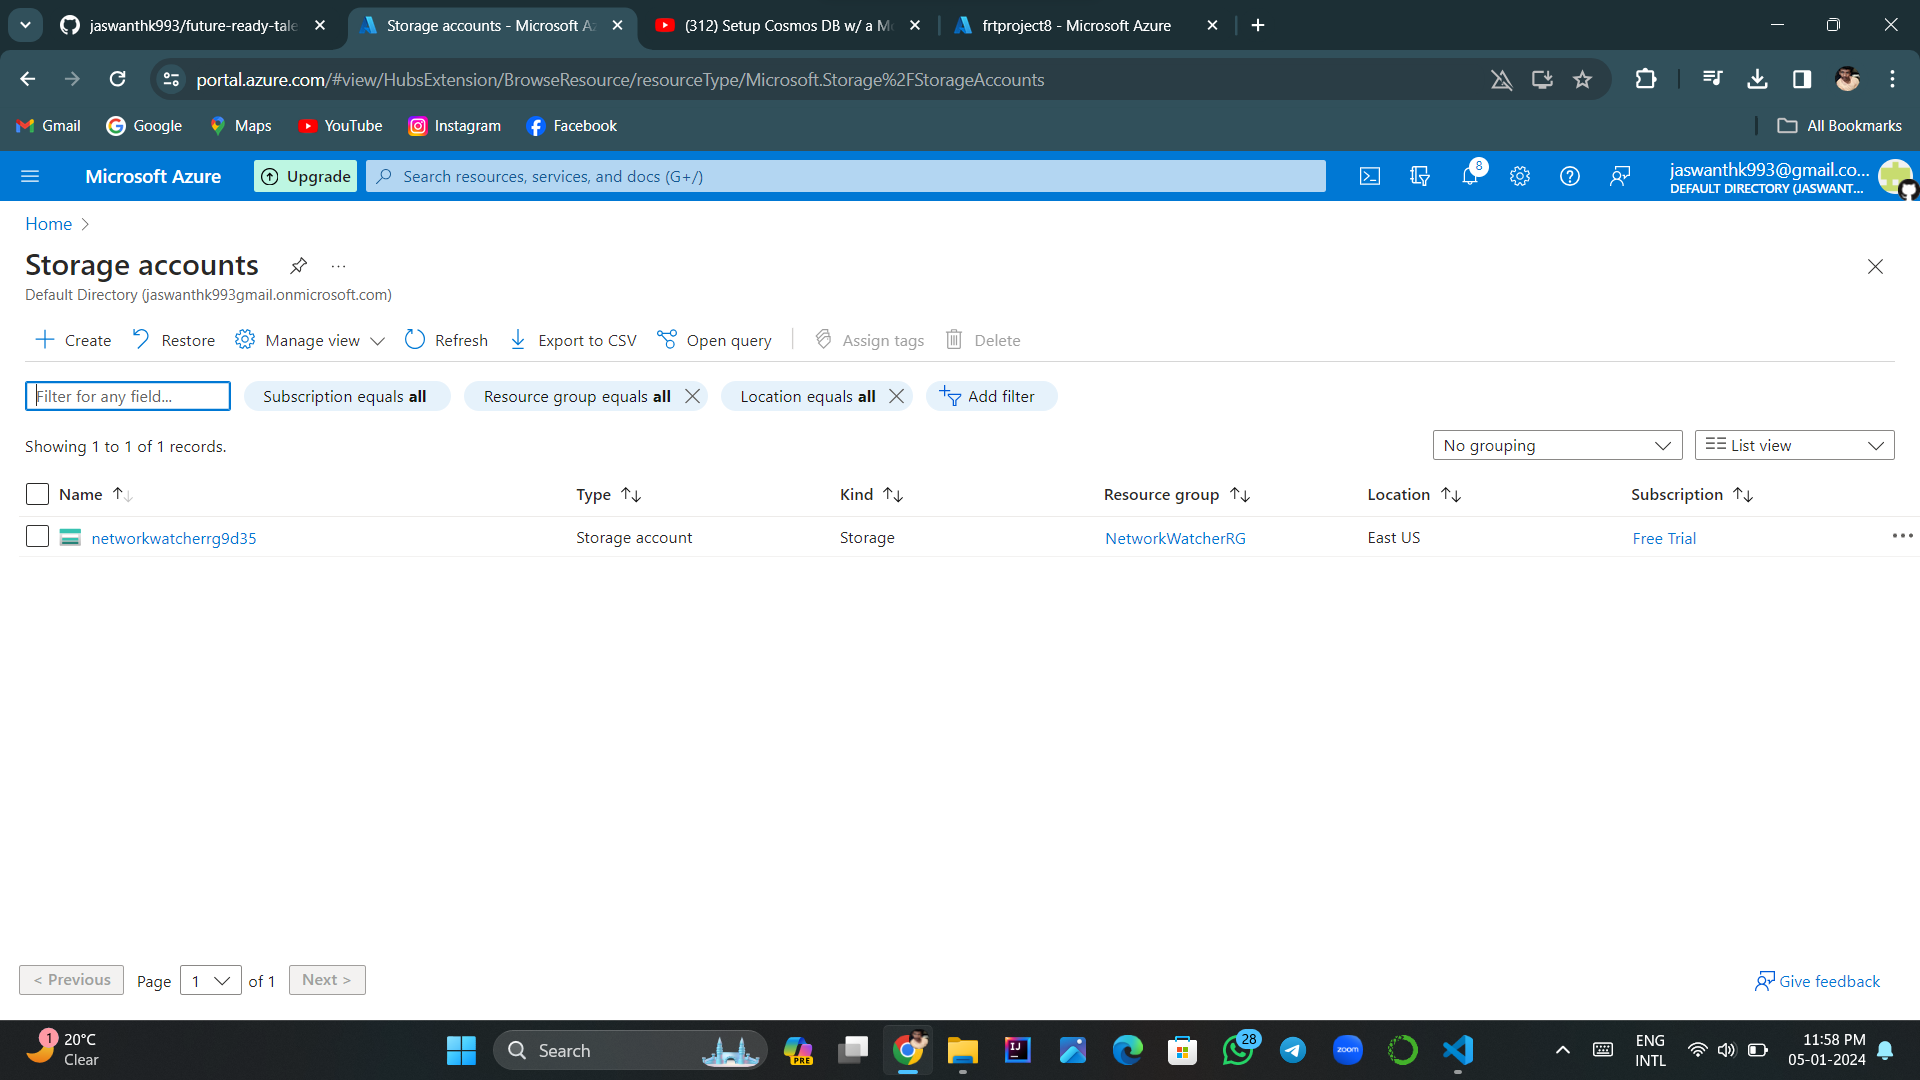 jaswanthk993/future-ready-tale
Storage accounts - Microsoft Az
(312) Setup Cosmos DB w/ a Mo
frtproject8 - Microsoft Azure
portal.azure.com/#view/HubsExtension/BrowseResource/resourceType/Microsoft.Storage%2FStorageAccounts
Gmail
Google
Maps
YouTube
Instagram
Facebook
All Bookmarks
Microsoft Azure
Upgrade
Search resources, services, and docs (G+/)
8
jaswanthk993@gmail.co...
DEFAULT DIRECTORY (JASWANT...
Home
Storage accounts
...
Default Directory (jaswanthk993gmail.onmicrosoft.com)
Create
Restore
Manage view
Refresh
Export to CSV
Open query
Assign tags
Delete
Filter for any field...
Subscription equals all
Resource group equals all
Location equals all
Add filter
Showing 1 to 1 of 1 records.
No grouping
List view
Name
Type
Kind
Resource group
Location
Subscription
networkwatcherrg9d35
Storage account
Storage
NetworkWatcherRG
East US
Free Trial
...
< Previous
Page
1
of 1
Next >
Give feedback
1
20°C
Clear
Search
PRE
IJ
28
zoom
ENG
INTL
11:58 PM
05-01-2024